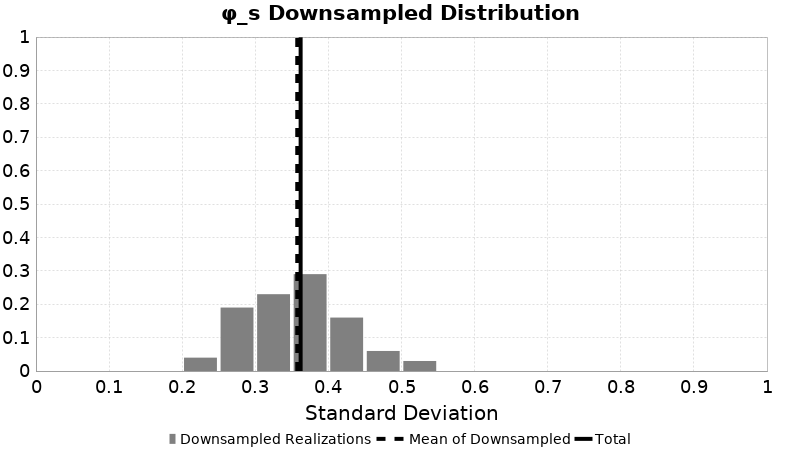 φ_s Downsampled Distribution
1
0.9
0.8
0.7
0.6
0.5
0.4
0.3
0.2
0.1
0
0 0.1 0.2 0.3 0.4 0.5 0.6 0.7 0.8 0.9 1
Standard Deviation
Downsampled Realizations Mean of Downsampled Total